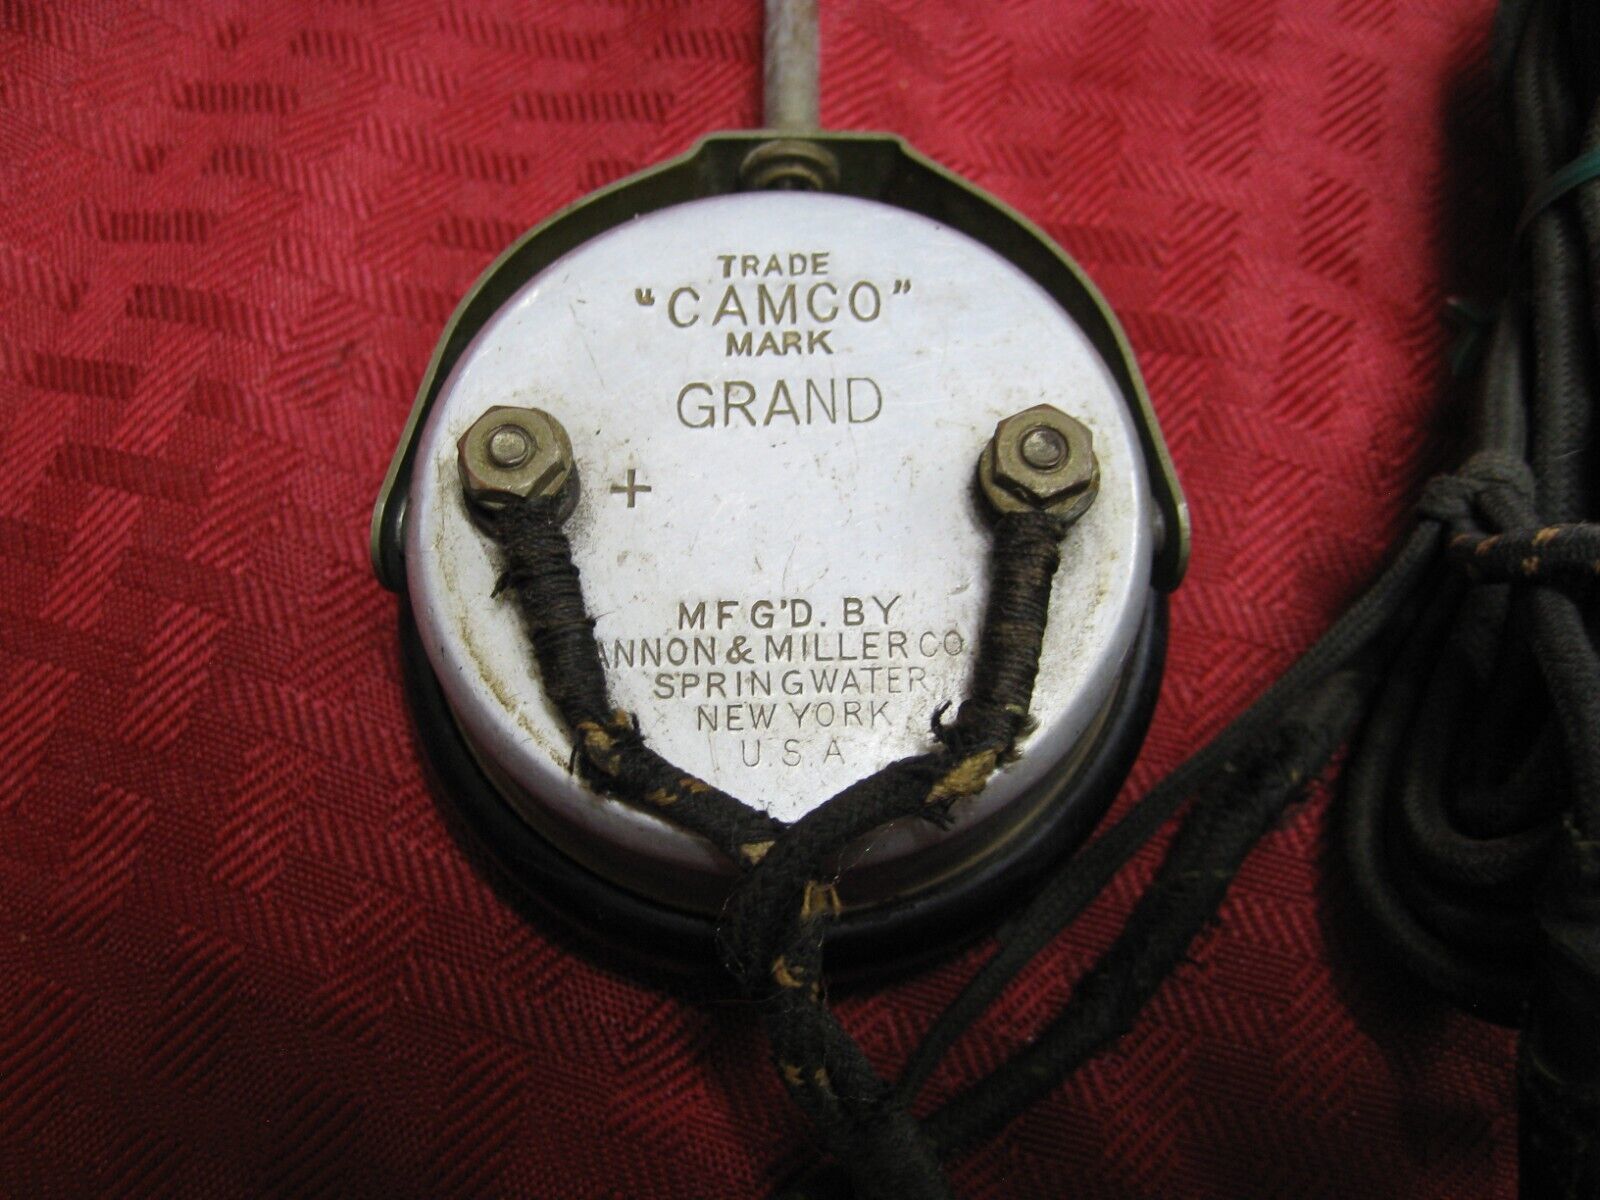 TRADE
"CAMCO"
MARK
GRAND
+
MFG'D. BY
ANNON & MILLER CO
SPRINGWATER
NEW YORK
U.S.A